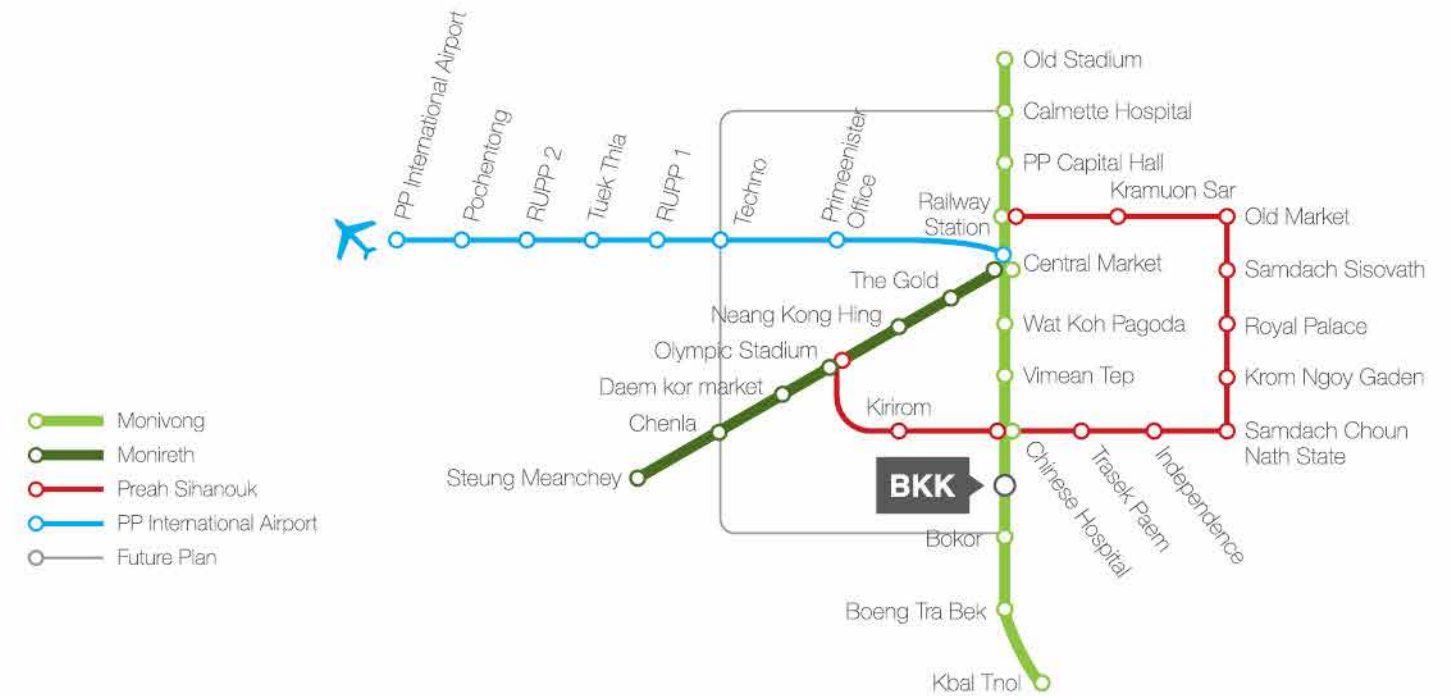 PP International Airport
Pochentong
RUPP 2
Tuek Thla
RUPP 1
Techno
Primeenister
Office
Old Stadium
Calmette Hospital
PP Capital Hall
Railway
Station
Kramuon Sar
Old Market
Central Market
Samdach Sisovath
The Gold
Neang Kong Hing
Wat Koh Pagoda
Royal Palace
Olympic Stadium
Vimean Tep
Krom Ngoy Gaden
Daem kor market
Chenla
Kirirom
Samdach Choun
Nath State
Steung Meanchey
BKK
Chinese Hospital
Trasek Paem
Independence
Bokor
Boeng Tra Bek
Kbal Tnol
Monivong
Monireth
Preah Sihanouk
PP International Airport
Future Plan